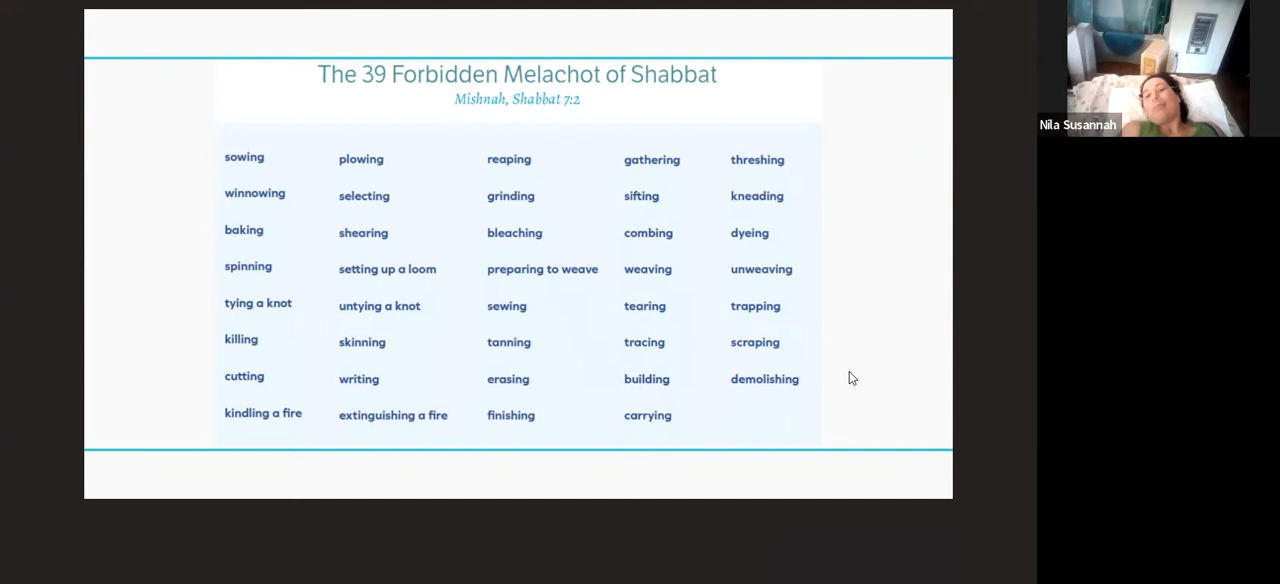 The 39 Forbidden Melachot of Shabbat
Mishnah, Shabbat 7:2
sowing plowing reaping gathering threshing
winnowing selecting grinding sifting kneading
baking shearing bleaching combing dyeing
spinning setting up a loom preparing to weave weaving unweaving
tying a knot untying a knot sewing tearing trapping
killing skinning tanning tracing scraping
cutting writing erasing building demolishing
kindling a fire extinguishing a fire finishing carrying
Nila Susannah